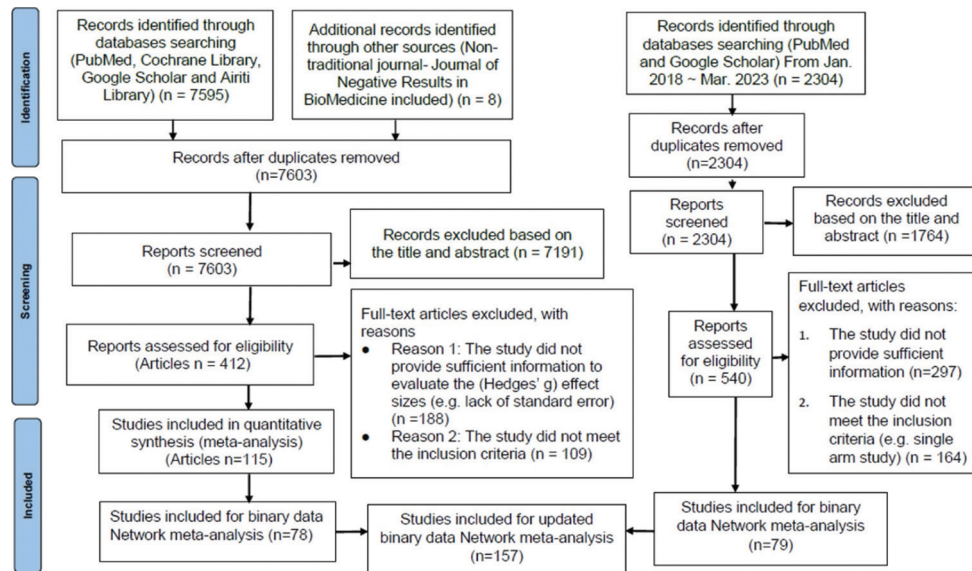 Identification
Records identified through
databases searching
(PubMed, Cochrane Library,
Google Scholar and Airiti
Library) (n = 7595)
Additional records identified
through other sources (Non-
traditional journal- Journal of
Negative Results in
BioMedicine included) (n = 8)
Records after duplicates removed
(n=7603)
Screening
Reports screened
(n = 7603)
Records excluded based on
the title and abstract (n = 7191)
Reports assessed for eligibility
(Articles n = 412)
Full-text articles excluded, with
reasons
● Reason 1: The study did not
provide sufficient information to
evaluate the (Hedges' g) effect
sizes (e.g. lack of standard error)
(n =188)
● Reason 2: The study did not meet
the inclusion criteria (n = 109)
Included
Studies included in quantitative
synthesis (meta-analysis)
(Articles n=115)
Studies included for binary data
Network meta-analysis (n=78)
Studies included for updated
binary data Network meta-analysis
(n=157)
Records identified through
databases searching (PubMed
and Google Scholar) From Jan.
2018 ~ Mar. 2023 (n = 2304)
Records after
duplicates removed
(n=2304)
Reports
screened
(n = 2304)
Records excluded
based on the title and
abstract (n =1764)
Reports
assessed for
for eligibility
(n = 540)
Full-text articles
excluded, with reasons:
1. The study did not
provide sufficient
information (n=297)
2. The study did not
meet the inclusion
criteria (e.g. single
arm study) (n = 164)
Studies included for binary
data Network meta-analysis
(n=79)